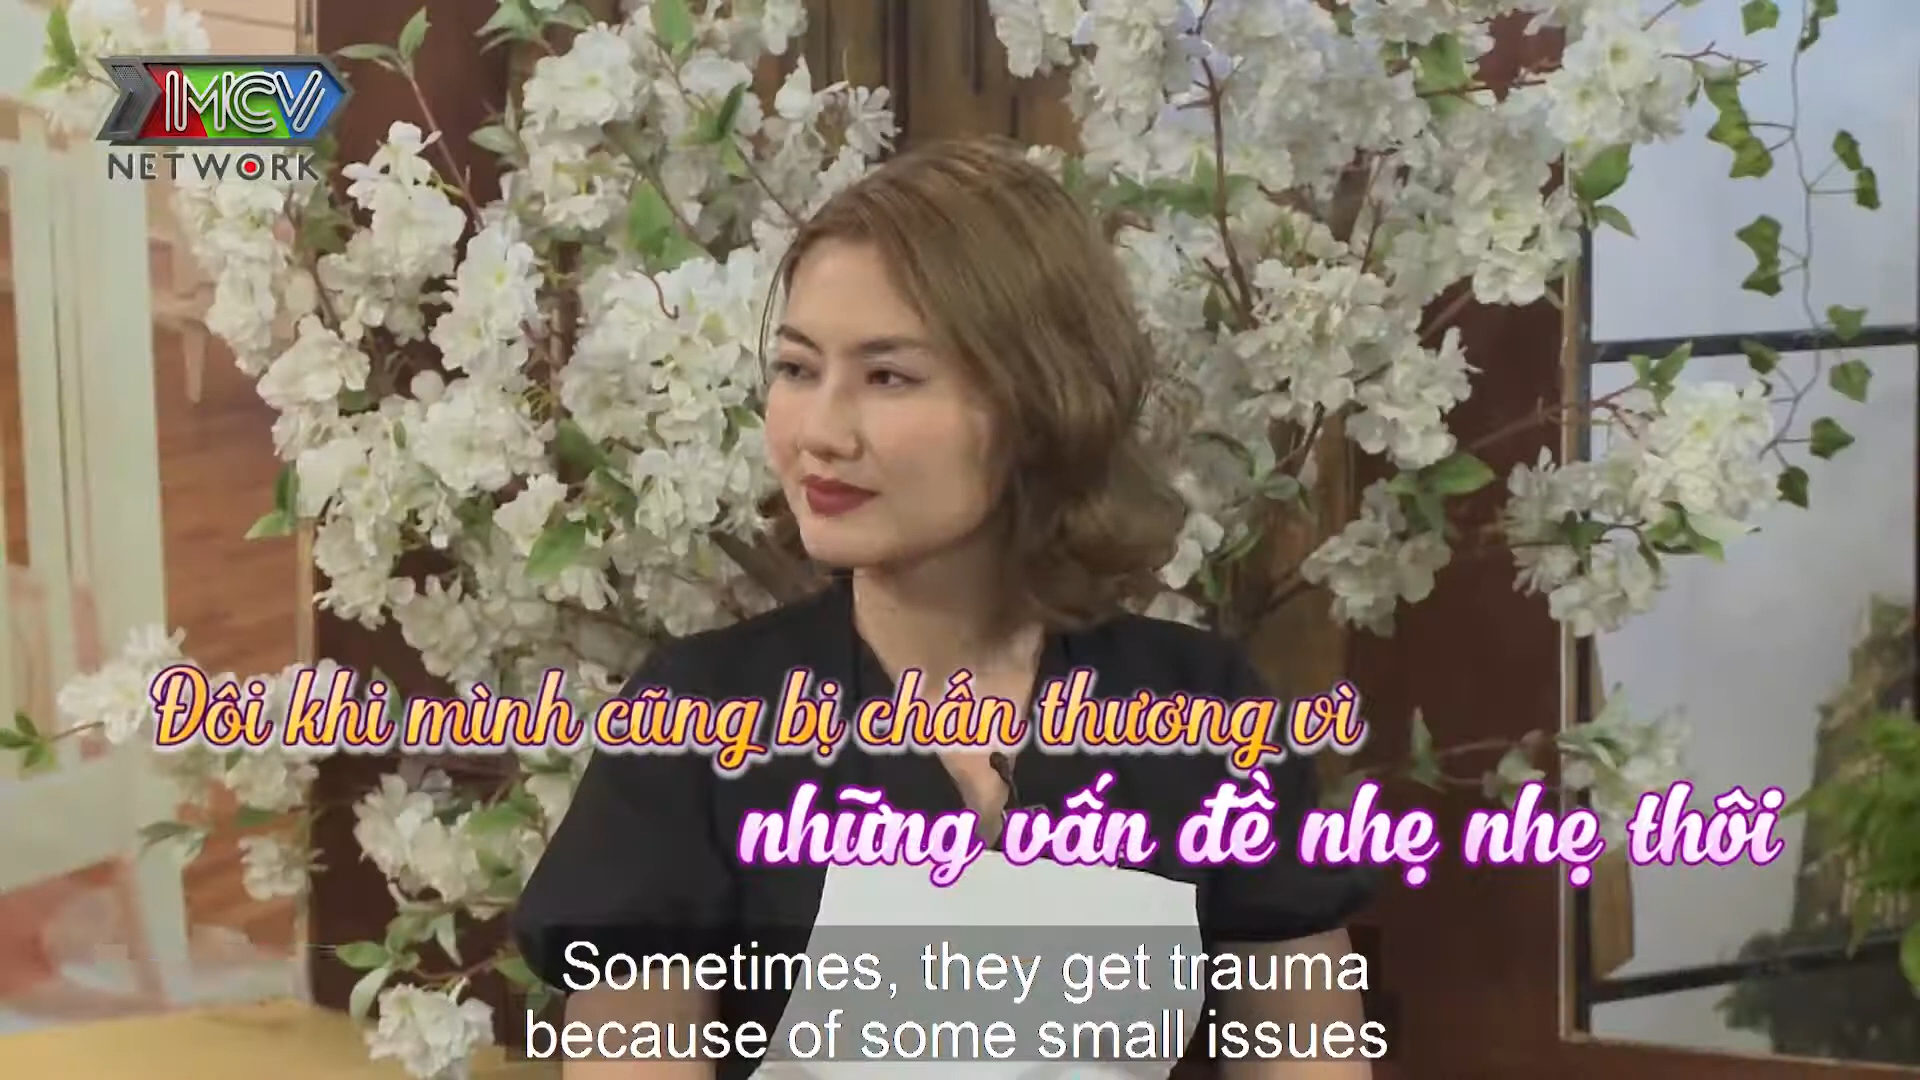 MCV
NETWORK
Đôi khi mình cũng bị chấn thương vì
những vấn đề nhẹ nhẹ thôi
Sometimes, they get trauma
because of some small issues